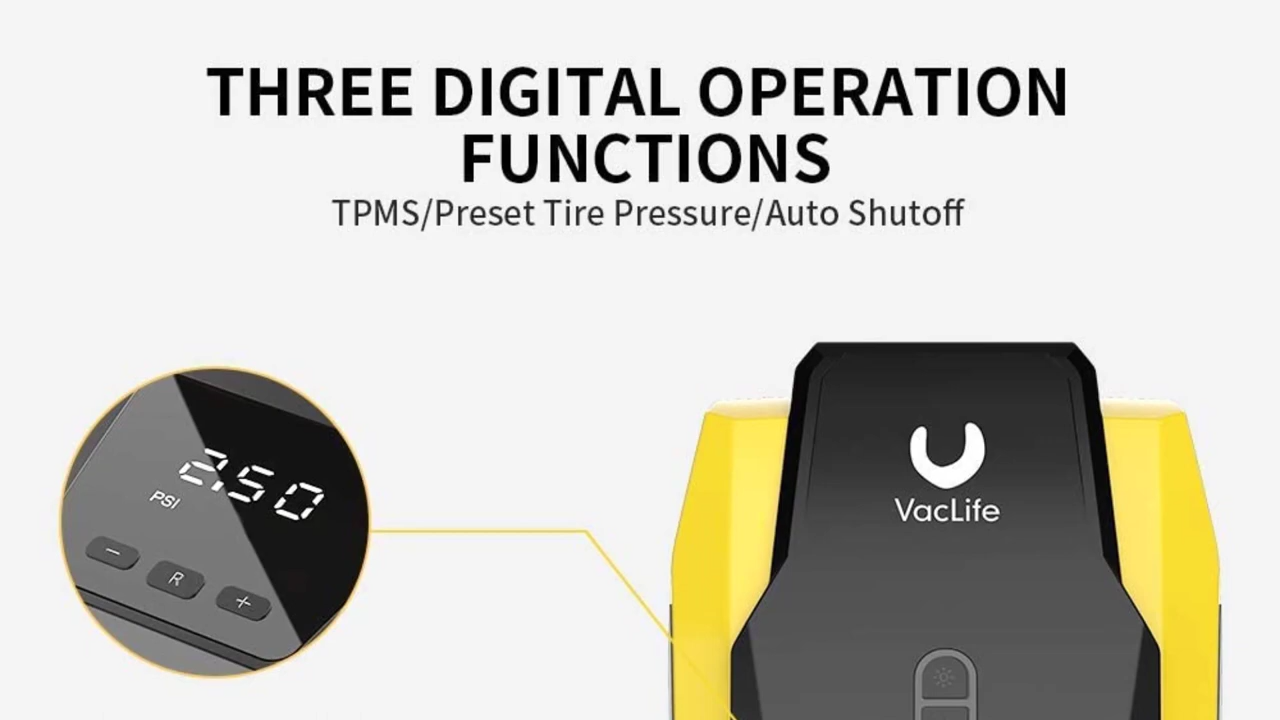 THREE DIGITAL OPERATION
FUNCTIONS
TPMS/Preset Tire Pressure/Auto Shutoff
VacLife
250
PSI
− R +